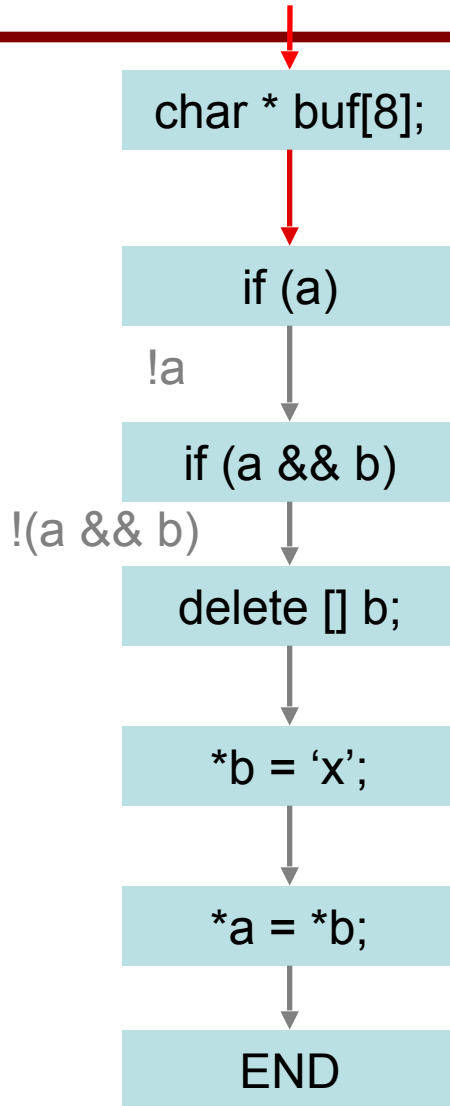 char * buf[8];
if (a)
!a
if (a && b)
!(a && b)
delete [] b;
*b = ‘x’;
*a = *b;
END